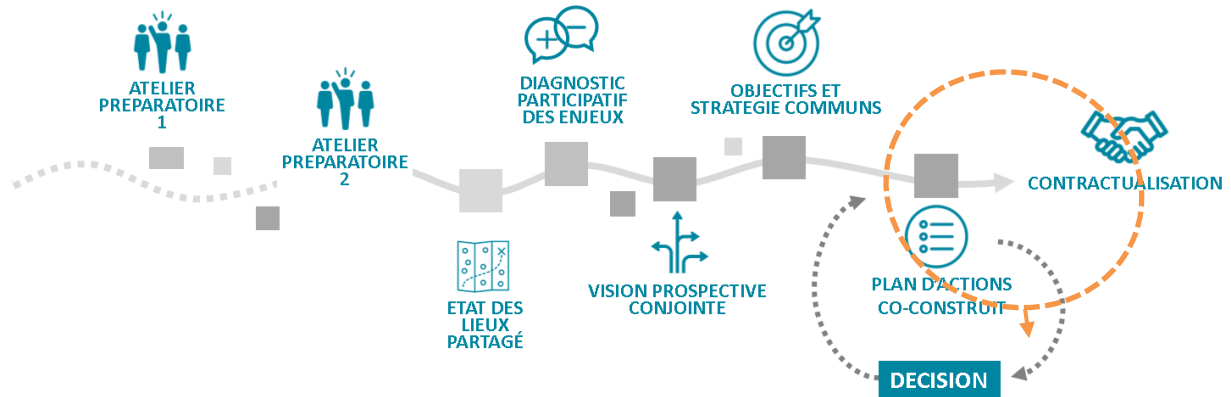 ATELIER
PREPARATOIRE
1
ATELIER
PREPARATOIRE
2
ETAT DES
LIEUX
PARTAGÉ
DIAGNOSTIC
PARTICIPATIF
DES ENJEUX
VISION PROSPECTIVE
CONJOINTE
OBJECTIFS ET
STRATEGIE COMMUNS
PLAN D'ACTIONS
CO-CONSTRUIT
DECISION
CONTRACTUALISATION